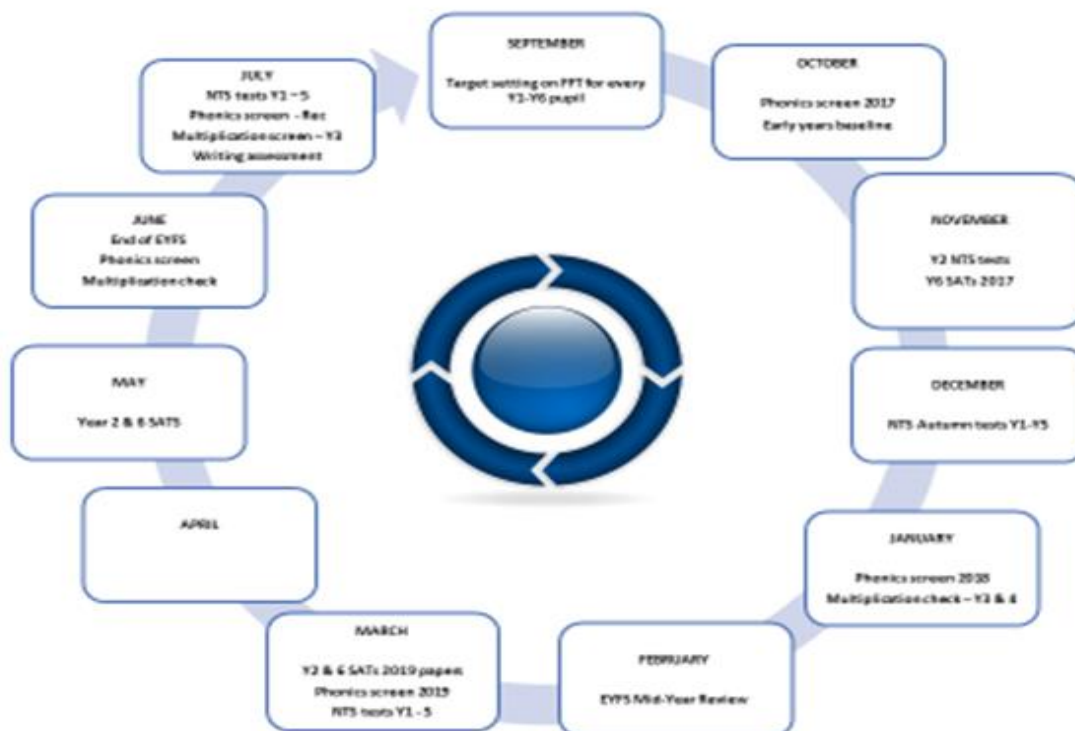 SEPTEMBER
Target setting on PPT for every
Y1-Y6 pupil
OCTOBER
Phonics screen 2017
Early years baseline
NOVEMBER
Y2 NTS tests
Y6 SATs 2017
DECEMBER
NTS Autumn tests Y1-Y5
JANUARY
Phonics screen 2018
Multiplication check – Y3 & 4
FEBRUARY
EYFS Mid-Year Review
MARCH
Y2 & 6 SATs 2019 papers
Phonics screen 2019
NTS tests Y1 - 5
APRIL
MAY
Year 2 & 6 SATS
JUNE
End of EYFS
Phonics screen
Multiplication check
JULY
NTS tests Y1 – 5
Phonics screen - Rec
Multiplication screen – Y3
Writing assessment